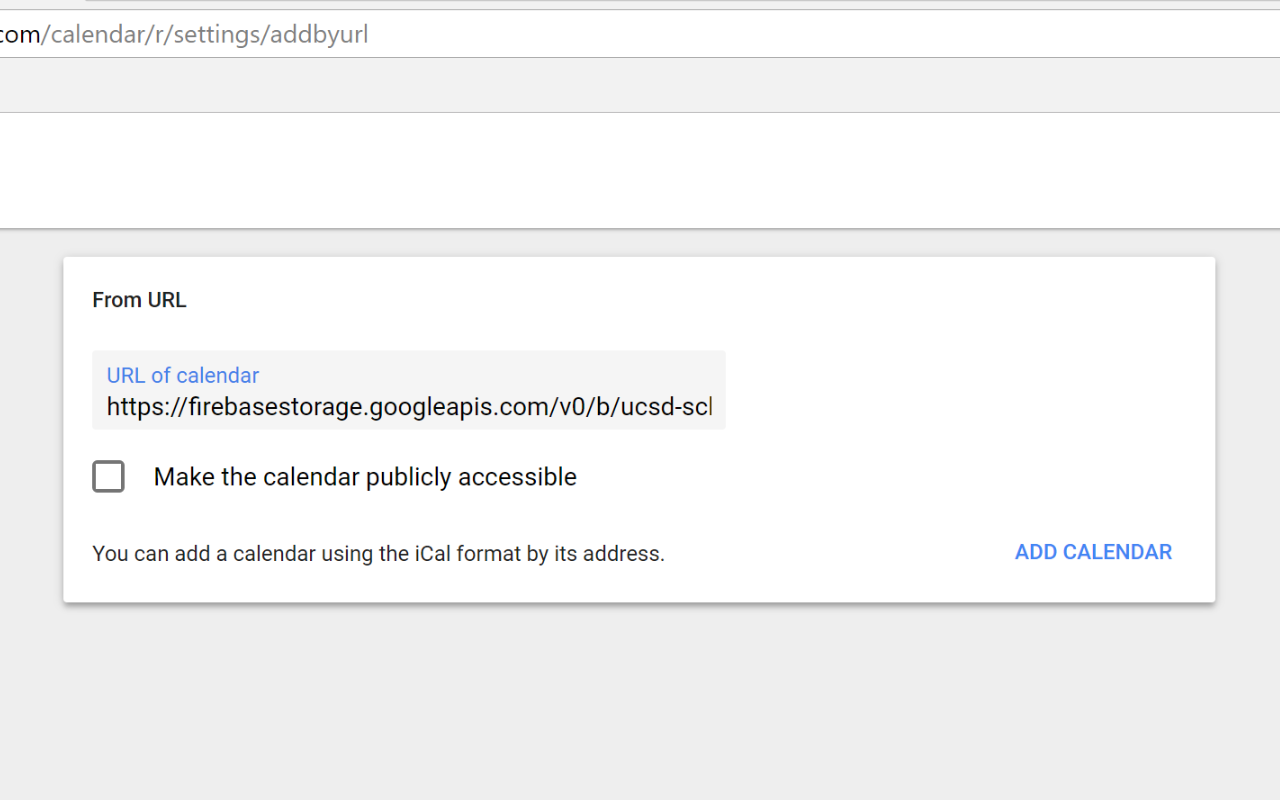 com/calendar/r/settings/addbyurl
From URL
URL of calendar
https://firebasestorage.googleapis.com/v0/b/ucsd-scl
Make the calendar publicly accessible
You can add a calendar using the iCal format by its address.
ADD CALENDAR